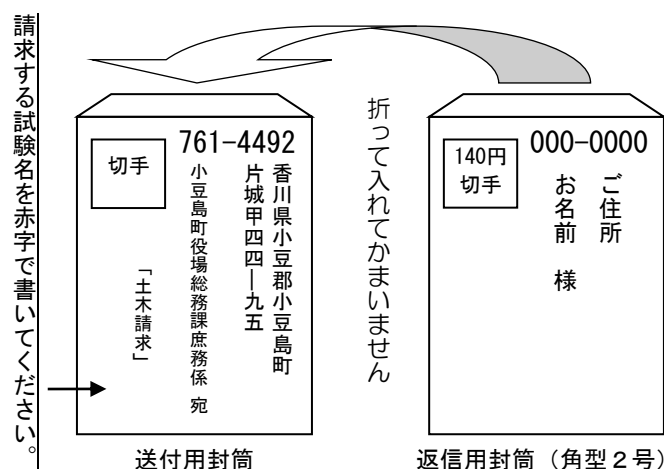 請求する試験名を赤字で書いてください。
切手
761-4492
香川県小豆郡小豆島町
片城甲四四―九五
小豆島町役場総務課庶務係 宛
「土木請求」
送付用封筒
折って入れてかまいません
140円
切手
000-0000
ご住所
お名前 様
返信用封筒（角型２号）